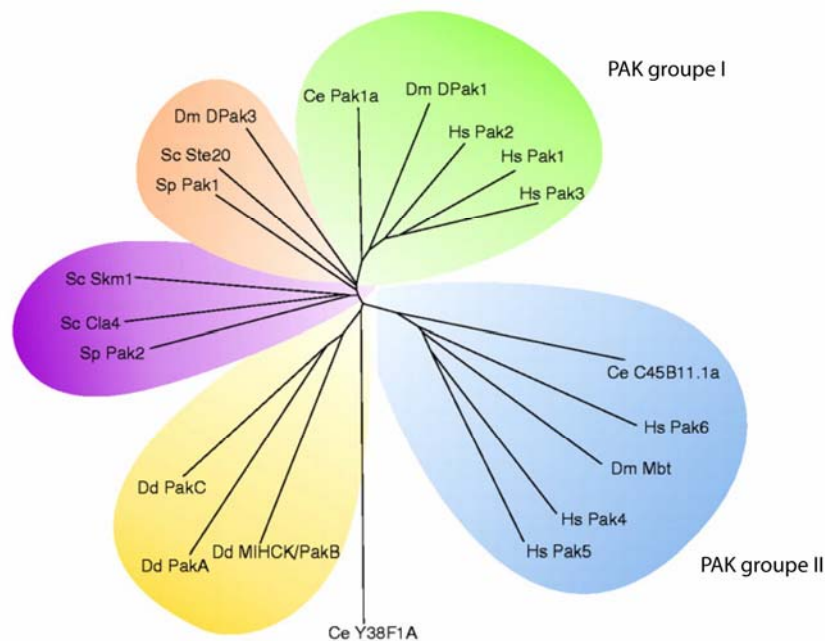 PAK groupe I
Ce Pak1a
Dm DPak1
Dm DPak3
Hs Pak2
Sc Ste20
Hs Pak1
Sp Pak1
Hs Pak3
Sc Skm1
Sc Cla4
Sp Pak2
Ce C45B11.1a
Hs Pak6
Dm Mbt
Dd PakC
Hs Pak4
Dd MIHCK/PakB
Hs Pak5
Dd PakA
PAK groupe II
Ce Y38F1A